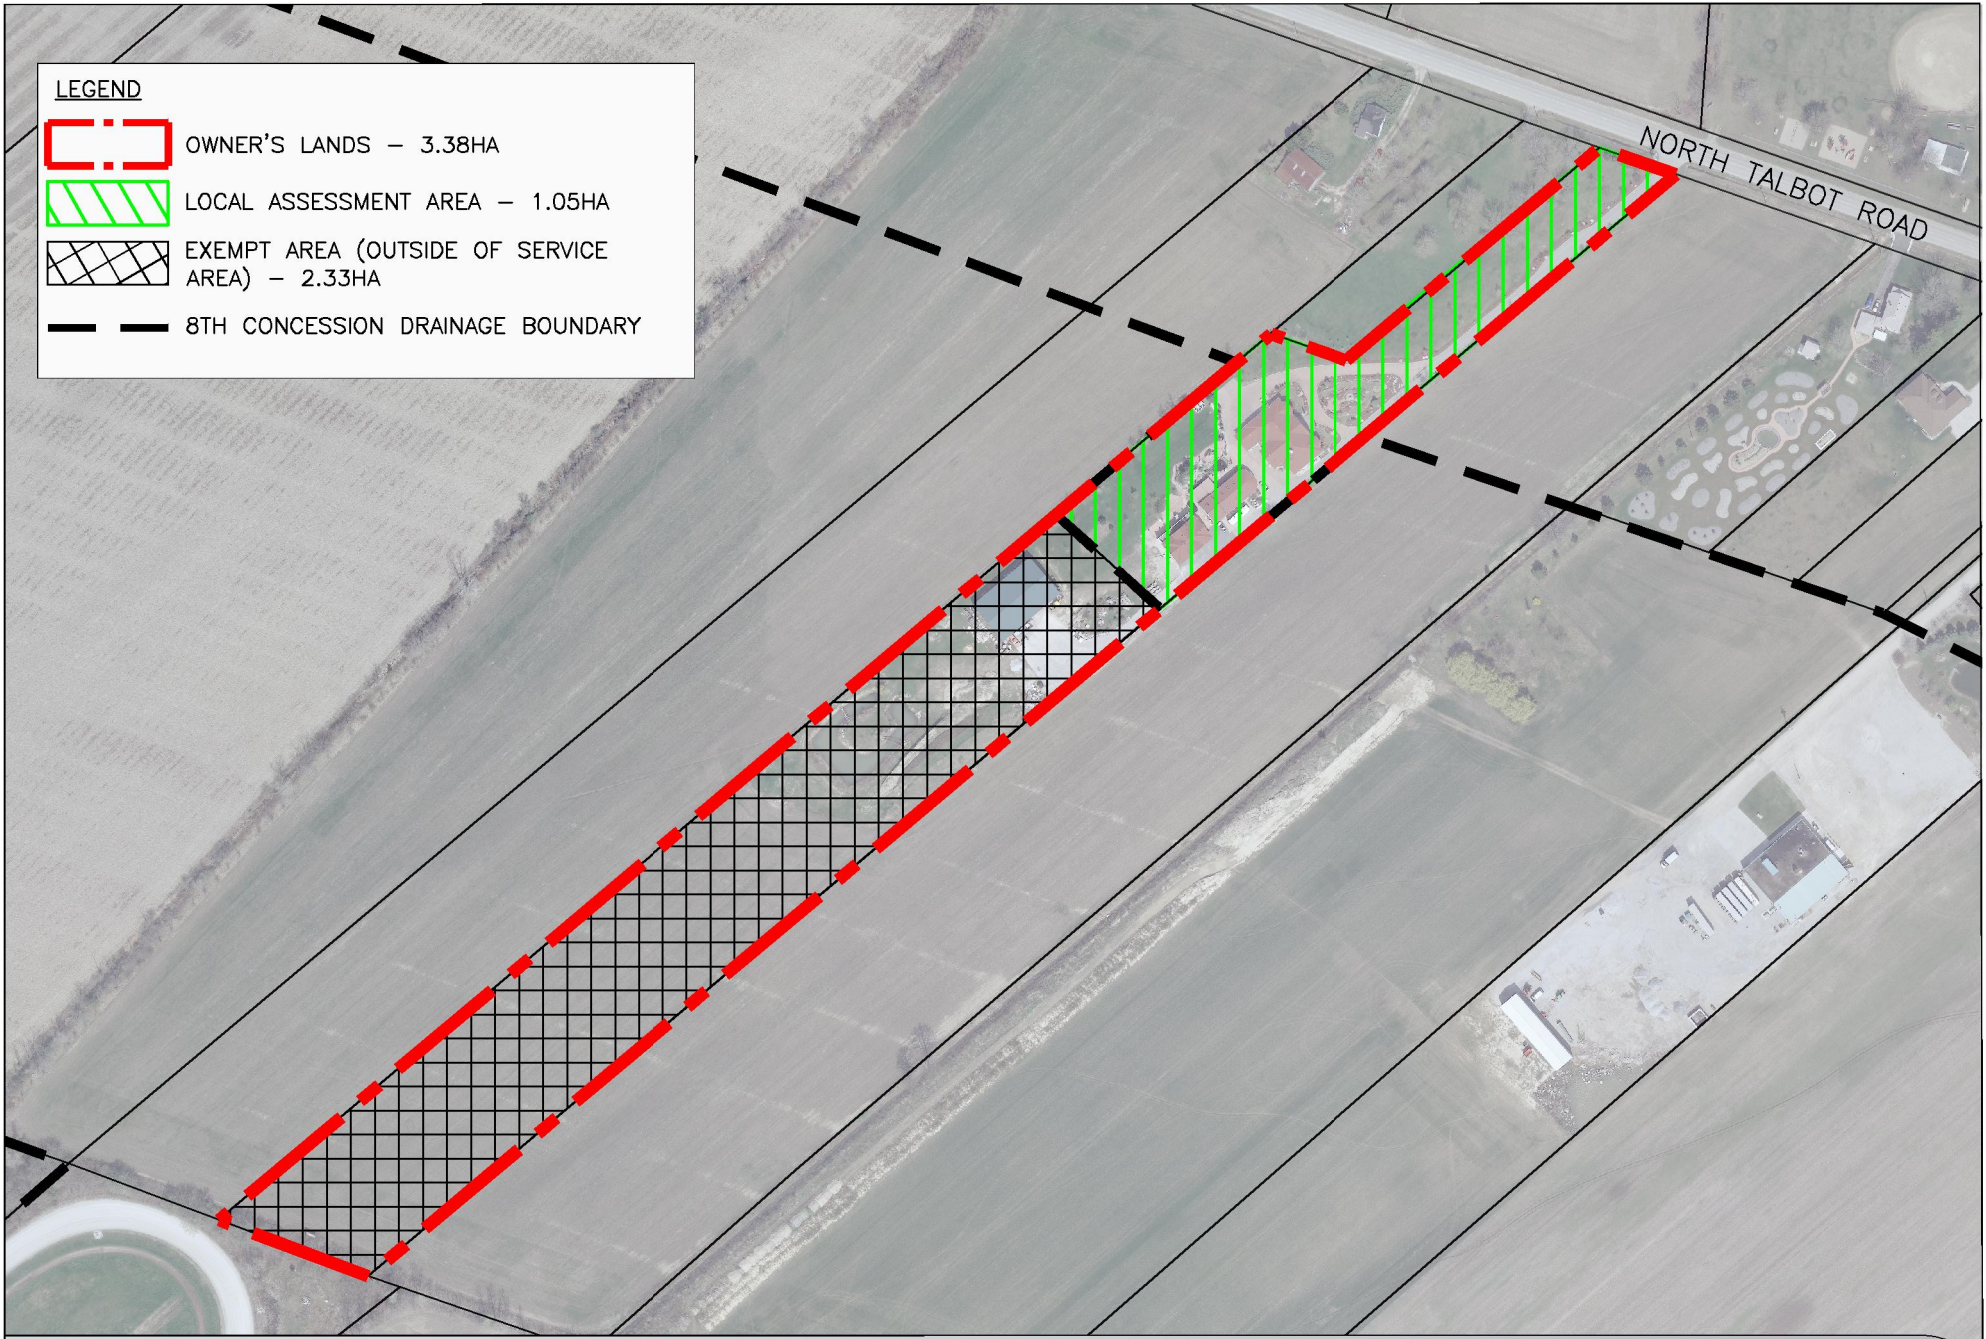 LEGEND
OWNER'S LANDS – 3.38HA
LOCAL ASSESSMENT AREA – 1.05HA
EXEMPT AREA (OUTSIDE OF SERVICE
AREA) – 2.33HA
8TH CONCESSION DRAINAGE BOUNDARY
NORTH TALBOT ROAD